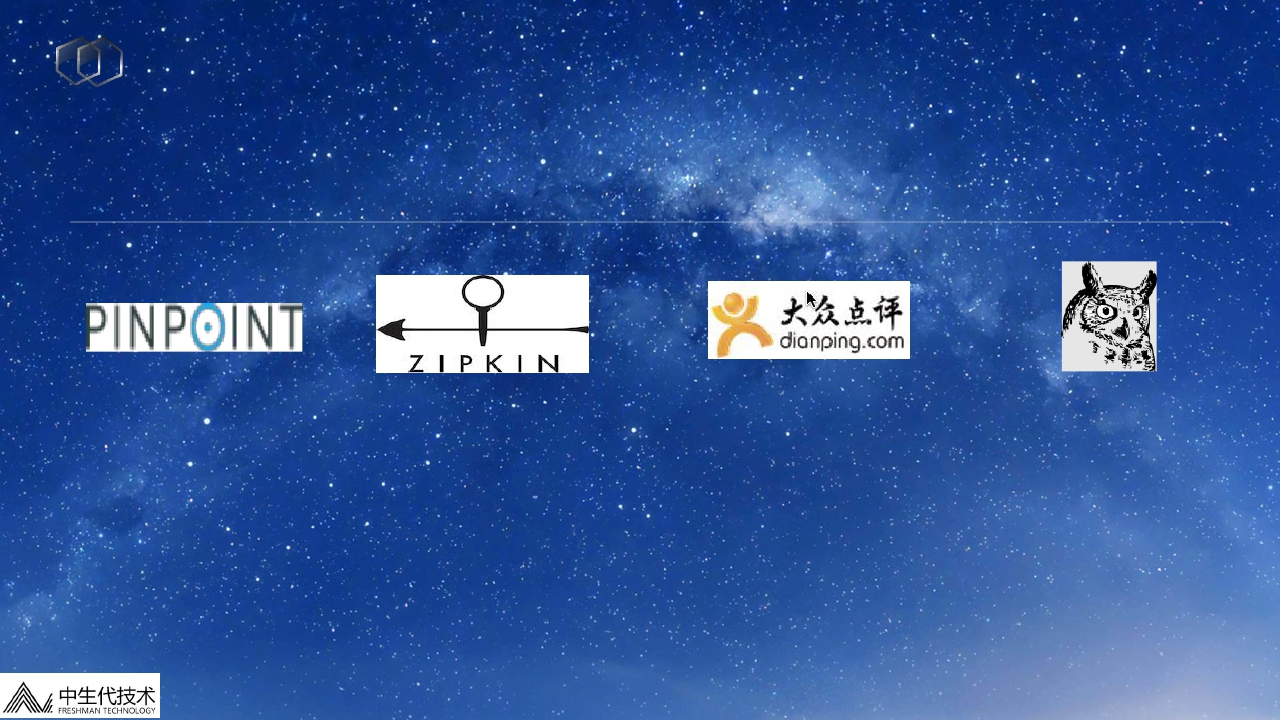 PINPOINT
ZIPKIN
大众点评
dianping.com
中生代技术
FRESHMAN TECHNOLOGY